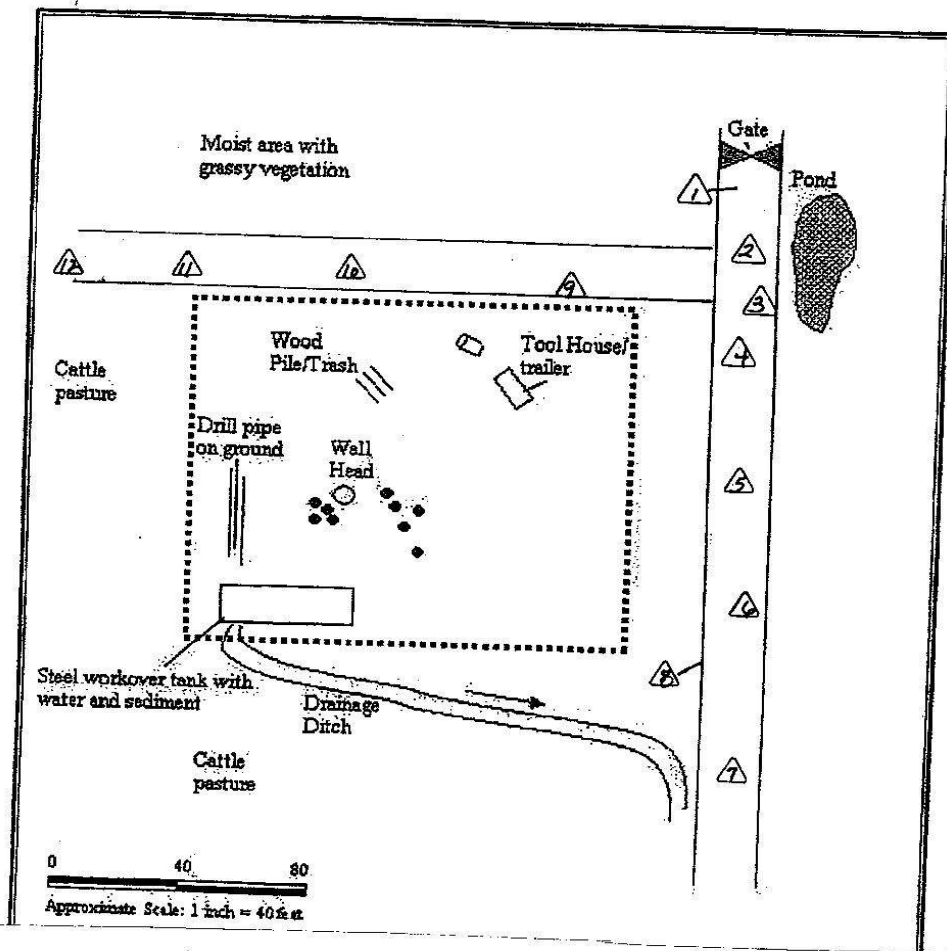 Gate
Moist area with
grassy vegetation
Pond
1
2
12
11
10
9
3
Wood
Pile/Trash
Tool House/
trailer
4
Cattle
pasture
Drill pipe
on ground
Wall
Head
5
6
Steel workover tank with
water and sediment
8
Drainage
Ditch
7
Cattle
pasture
0 40 80
Approximate Scale: 1 inch = 40 feet